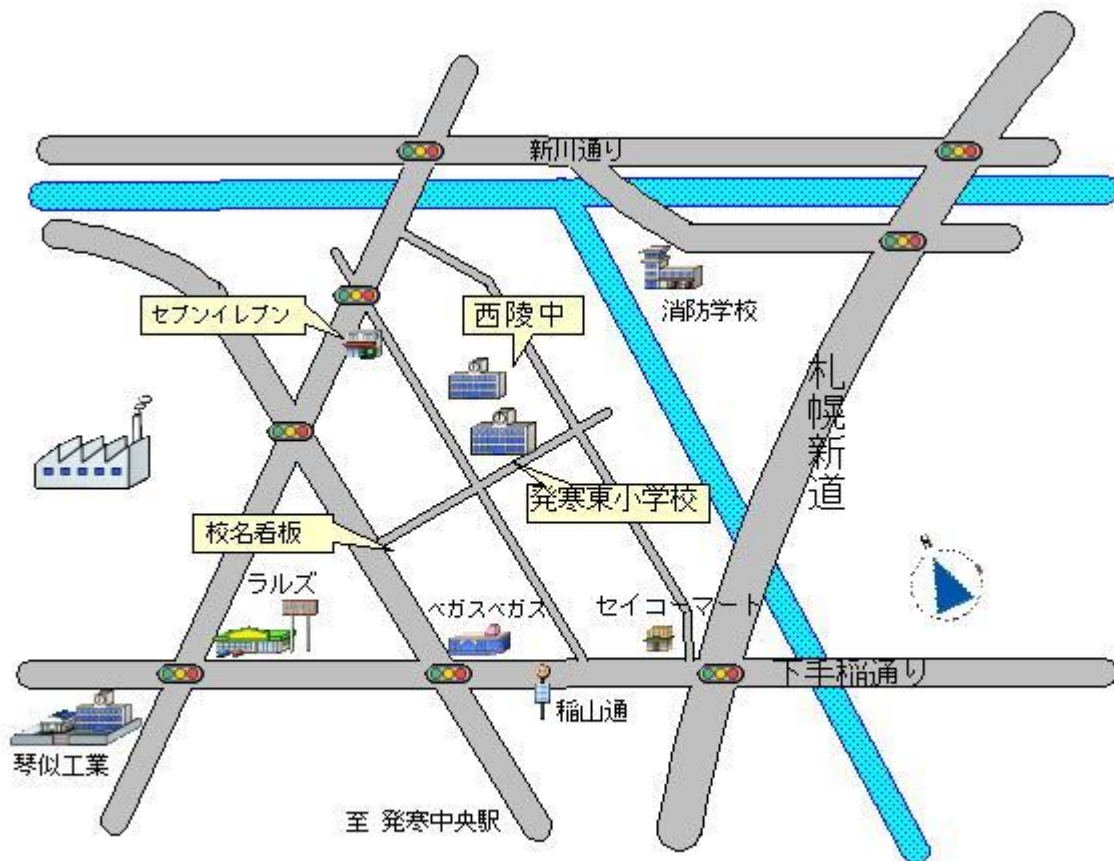 新川通り
セブンイレブン
西陵中
消防学校
札幌新道
発寒東小学校
校名看板
ラルズ
ベガスベガス
セイコーマート
下手稲通り
稲山通
琴似工業
至 発寒中央駅